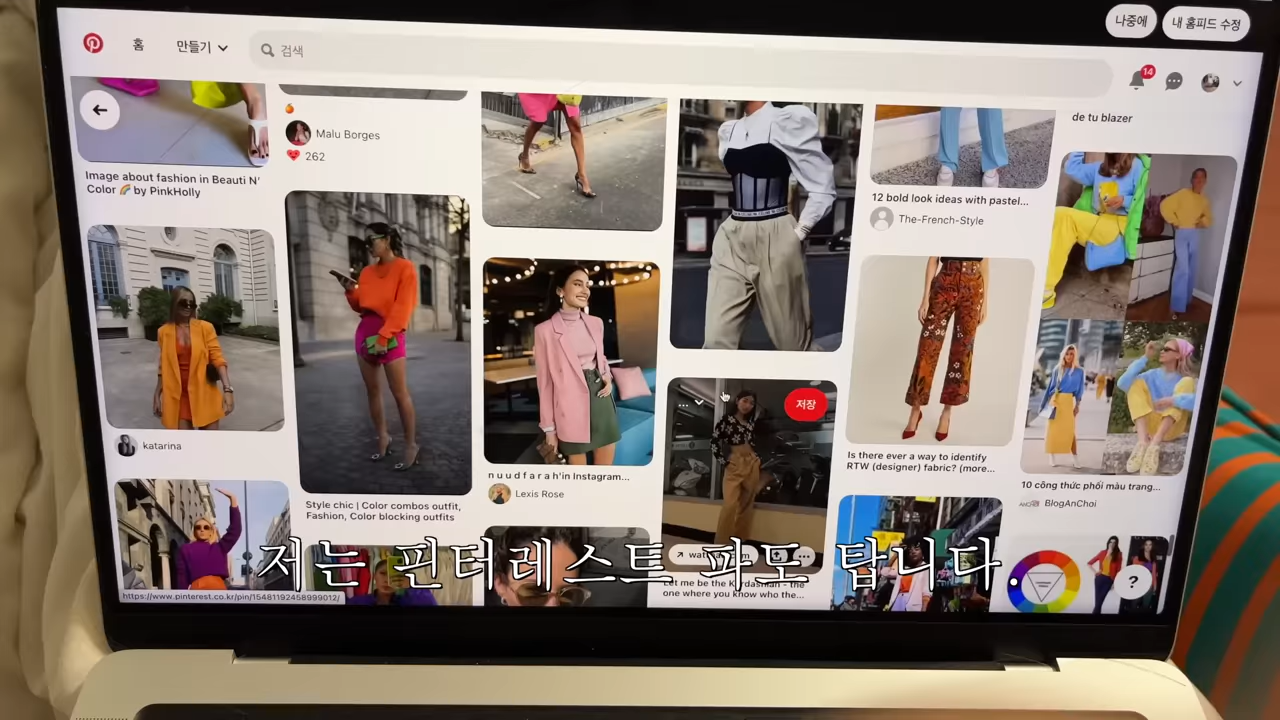 나중에
내 홈피드 수정
홈
만들기
검색
14
Image about fashion in Beauti N'
Color 🌈 by PinkHolly
katarina
🍊
Malu Borges
262
Style chic | Color combos outfit,
Fashion, Color blocking outfits
n u u d f a r a h'in Instagram...
Lexis Rose
저장
Let me be the Kardashian - the
one where you know who the...
12 bold look ideas with pastel...
The-French-Style
Is there ever a way to identify
RTW (designer) fabric? (more...
de tu blazer
10 công thức phối màu trang...
BlogAnChoi
?
https://www.pinterest.co.kr/pin/15481192458999012/
저는 핀터레스트 파도 탑니다.